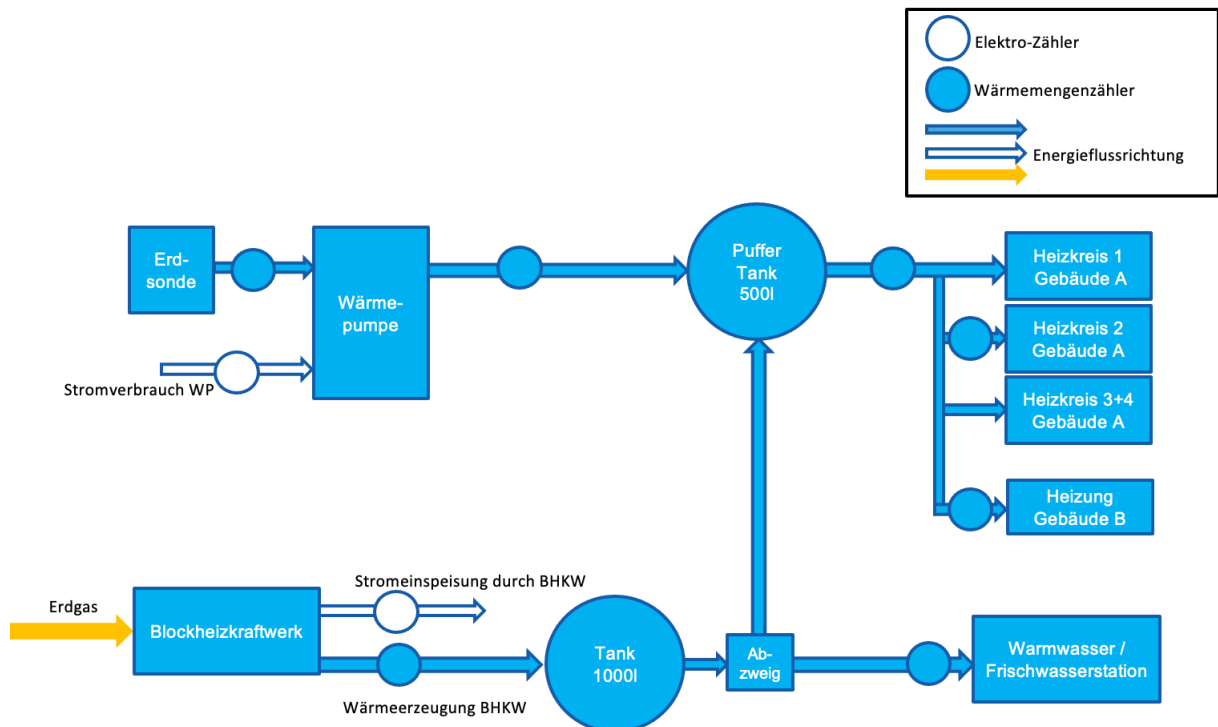 Elektro-Zähler
Wärmemengenzähler
Energieflussrichtung
Erd-
sonde
Wärme-
pumpe
Puffer
Tank
500l
Heizkreis 1
Gebäude A
Heizkreis 2
Gebäude A
Heizkreis 3+4
Gebäude A
Heizung
Gebäude B
Stromverbrauch WP
Stromeinspeisung durch BHKW
Erdgas
Blockheizkraftwerk
Wärmeerzeugung BHKW
Tank
1000l
Ab-
zweig
Warmwasser /
Frischwasserstation